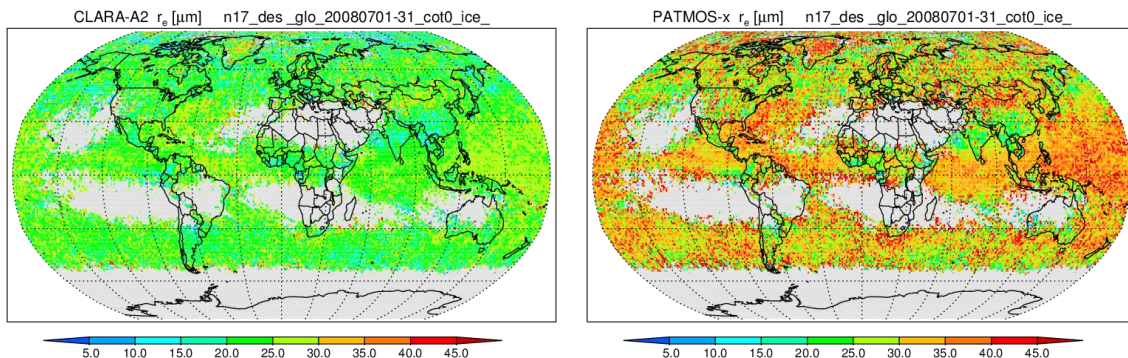 CLARA-A2 rₑ [μm] n17_des _glo_20080701-31_cot0_ice_
PATMOS-x rₑ [μm] n17_des _glo_20080701-31_cot0_ice_
5.0 10.0 15.0 20.0 25.0 30.0 35.0 40.0 45.0
5.0 10.0 15.0 20.0 25.0 30.0 35.0 40.0 45.0